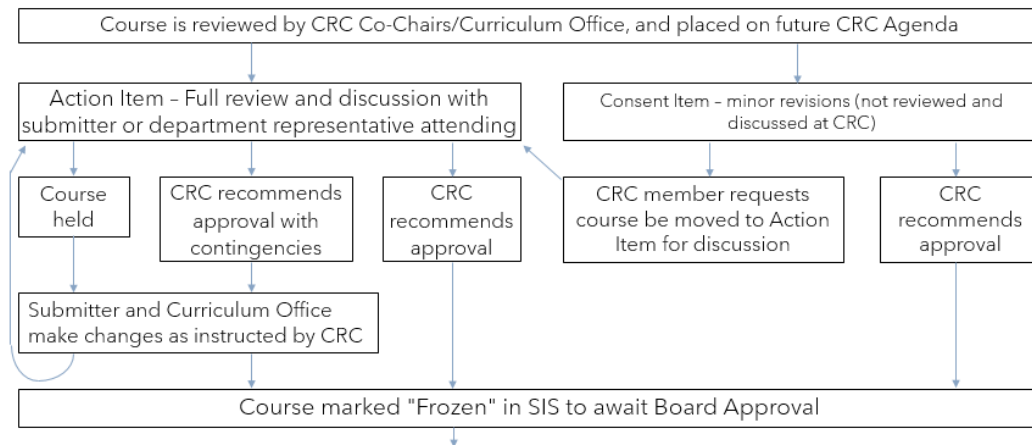 Course is reviewed by CRC Co-Chairs/Curriculum Office, and placed on future CRC Agenda
Action Item – Full review and discussion with
submitter or department representative attending
Consent Item – minor revisions (not reviewed and
discussed at CRC)
Course
held
CRC recommends
approval with
contingencies
CRC
recommends
approval
CRC member requests
course be moved to Action
Item for discussion
CRC
recommends
approval
Submitter and Curriculum Office
make changes as instructed by CRC
Course marked "Frozen" in SIS to await Board Approval